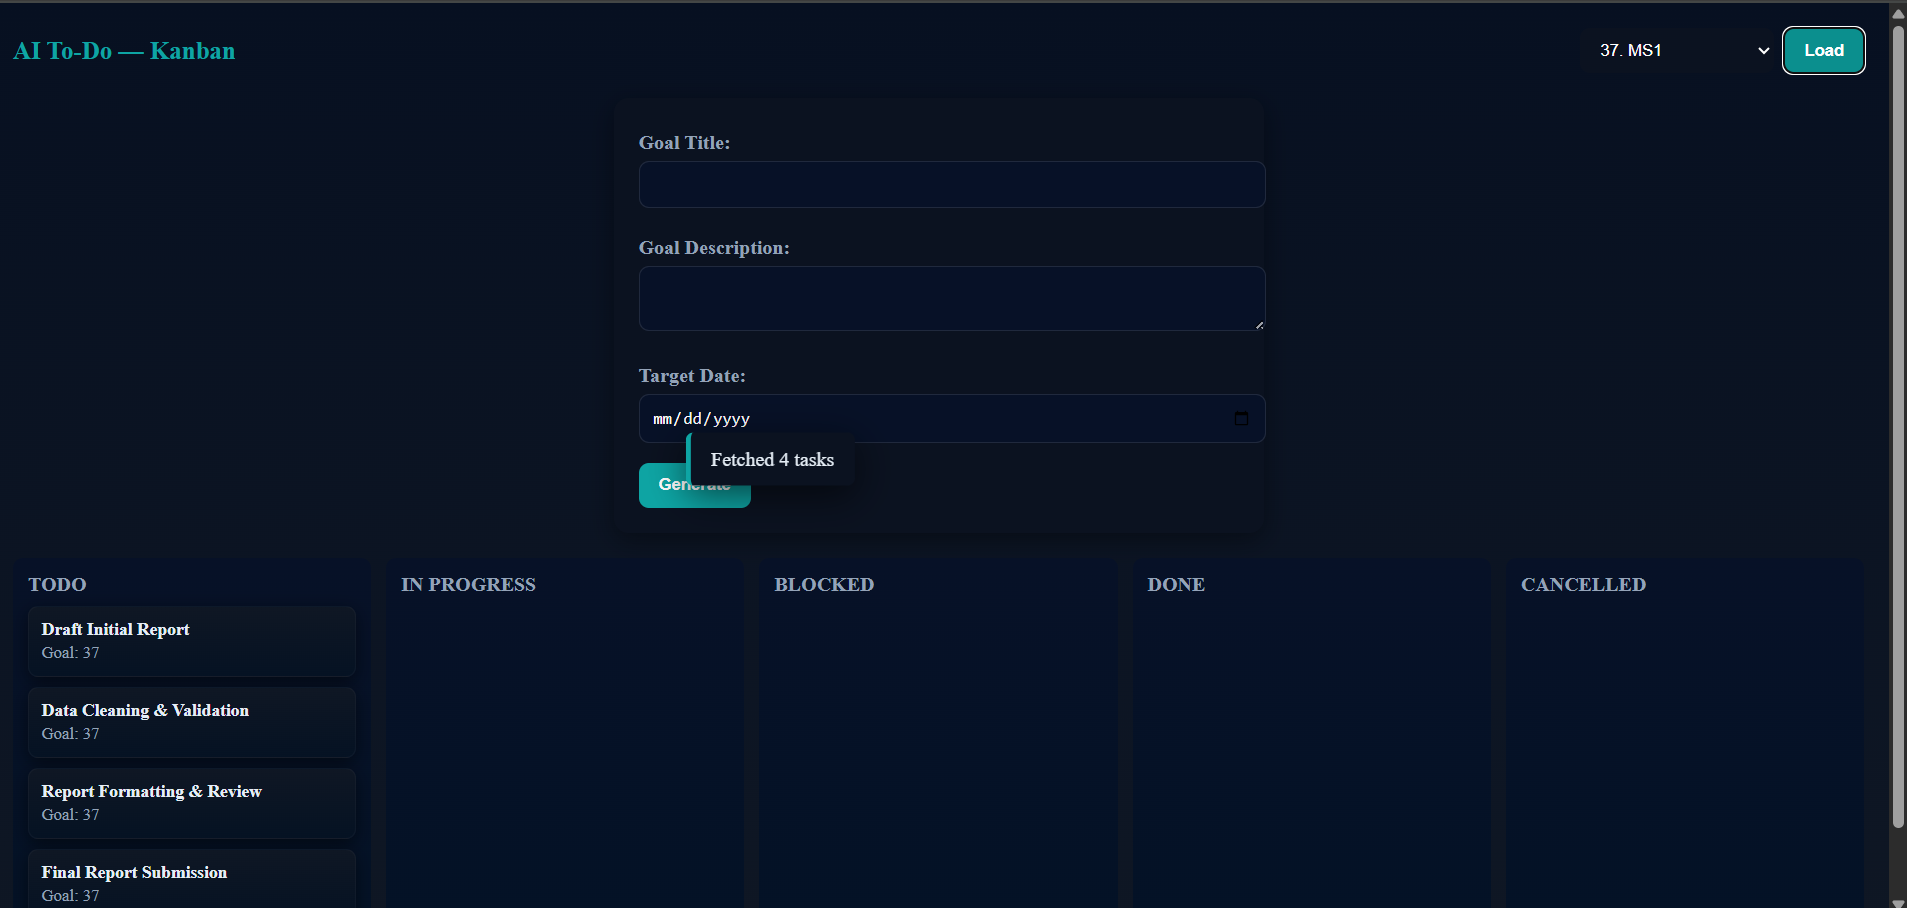 AI To-Do — Kanban
37. MS1
Load
Goal Title:
Goal Description:
Target Date:
mm/dd/yyyy
Fetched 4 tasks
Generate
TODO
Draft Initial Report
Goal: 37
Data Cleaning & Validation
Goal: 37
Report Formatting & Review
Goal: 37
Final Report Submission
Goal: 37
IN PROGRESS
BLOCKED
DONE
CANCELLED